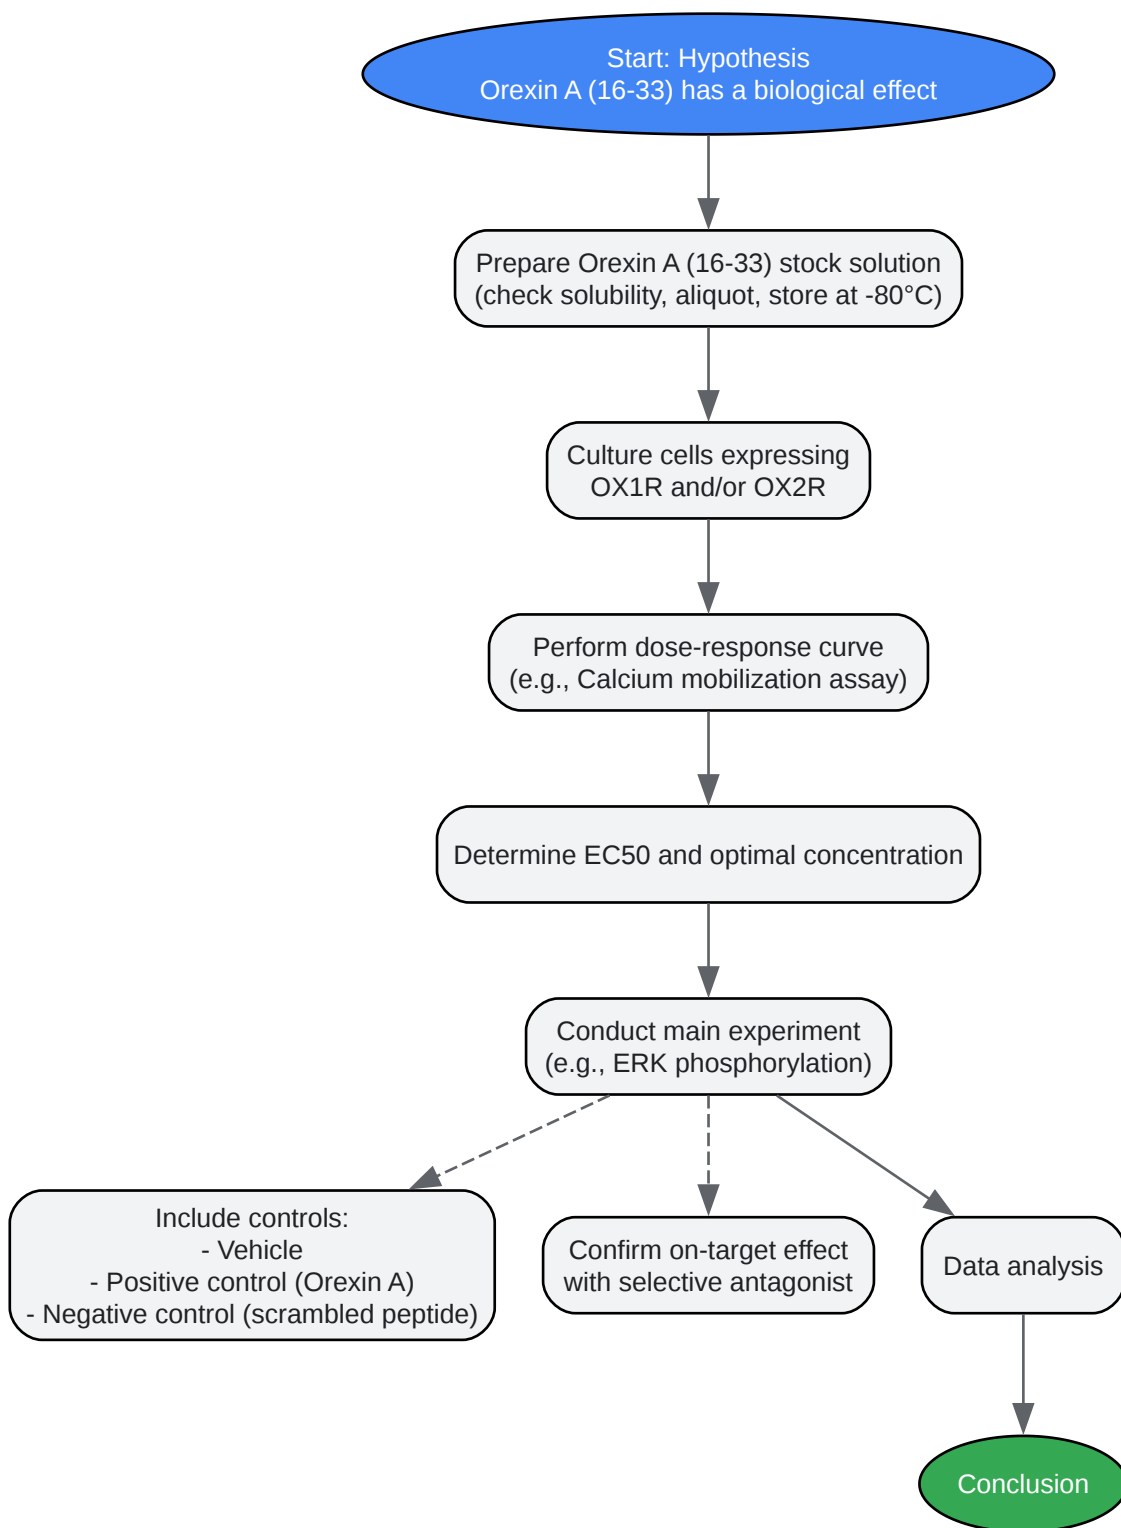 Start: Hypothesis
Orexin A (16-33) has a biological effect
Prepare Orexin A (16-33) stock solution
(check solubility, aliquot, store at -80°C)
Culture cells expressing
OX1R and/or OX2R
Perform dose-response curve
(e.g., Calcium mobilization assay)
Determine EC50 and optimal concentration
Conduct main experiment
(e.g., ERK phosphorylation)
Include controls:
- Vehicle
- Positive control (Orexin A)
- Negative control (scrambled peptide)
Confirm on-target effect
with selective antagonist
Data analysis
Conclusion